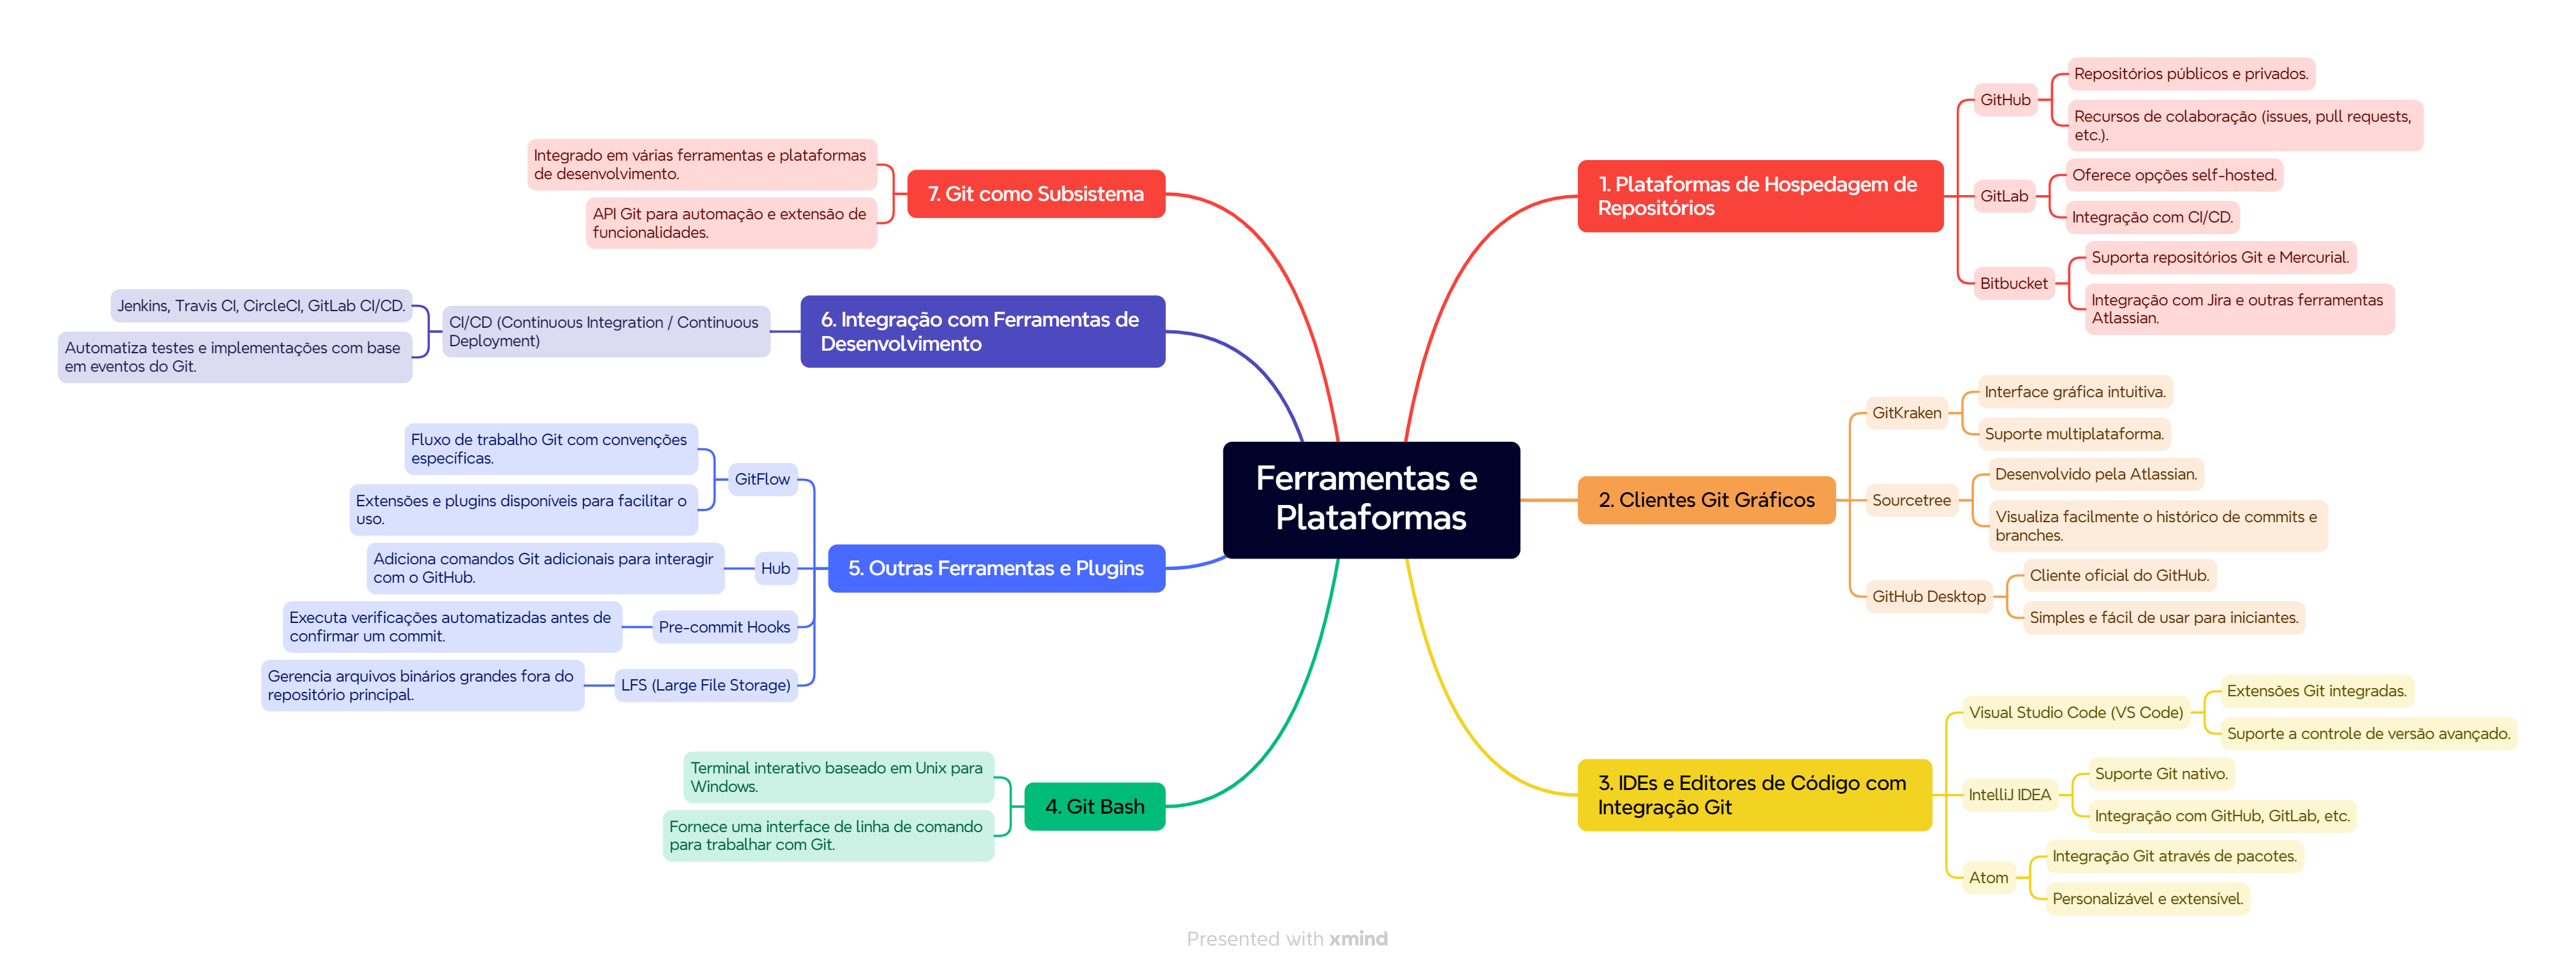 Ferramentas e
Plataformas
1. Plataformas de Hospedagem de
Repositórios
GitHub
Repositórios públicos e privados.
Recursos de colaboração (issues, pull requests,
etc.).
GitLab
Oferece opções self-hosted.
Integração com CI/CD.
Bitbucket
Suporta repositórios Git e Mercurial.
Integração com Jira e outras ferramentas
Atlassian.
2. Clientes Git Gráficos
GitKraken
Interface gráfica intuitiva.
Suporte multiplataforma.
Sourcetree
Desenvolvido pela Atlassian.
Visualiza facilmente o histórico de commits e
branches.
GitHub Desktop
Cliente oficial do GitHub.
Simples e fácil de usar para iniciantes.
3. IDEs e Editores de Código com
Integração Git
Visual Studio Code (VS Code)
Extensões Git integradas.
Suporte a controle de versão avançado.
IntelliJ IDEA
Suporte Git nativo.
Integração com GitHub, GitLab, etc.
Atom
Integração Git através de pacotes.
Personalizável e extensível.
4. Git Bash
Terminal interativo baseado em Unix para
Windows.
Fornece uma interface de linha de comando
para trabalhar com Git.
5. Outras Ferramentas e Plugins
GitFlow
Fluxo de trabalho Git com convenções
específicas.
Extensões e plugins disponíveis para facilitar o
uso.
Hub
Adiciona comandos Git adicionais para interagir
com o GitHub.
Pre-commit Hooks
Executa verificações automatizadas antes de
confirmar um commit.
LFS (Large File Storage)
Gerencia arquivos binários grandes fora do
repositório principal.
6. Integração com Ferramentas de
Desenvolvimento
CI/CD (Continuous Integration / Continuous
Deployment)
Jenkins, Travis CI, CircleCI, GitLab CI/CD.
Automatiza testes e implementações com base
em eventos do Git.
7. Git como Subsistema
Integrado em várias ferramentas e plataformas
de desenvolvimento.
API Git para automação e extensão de
funcionalidades.
Presented with xmind